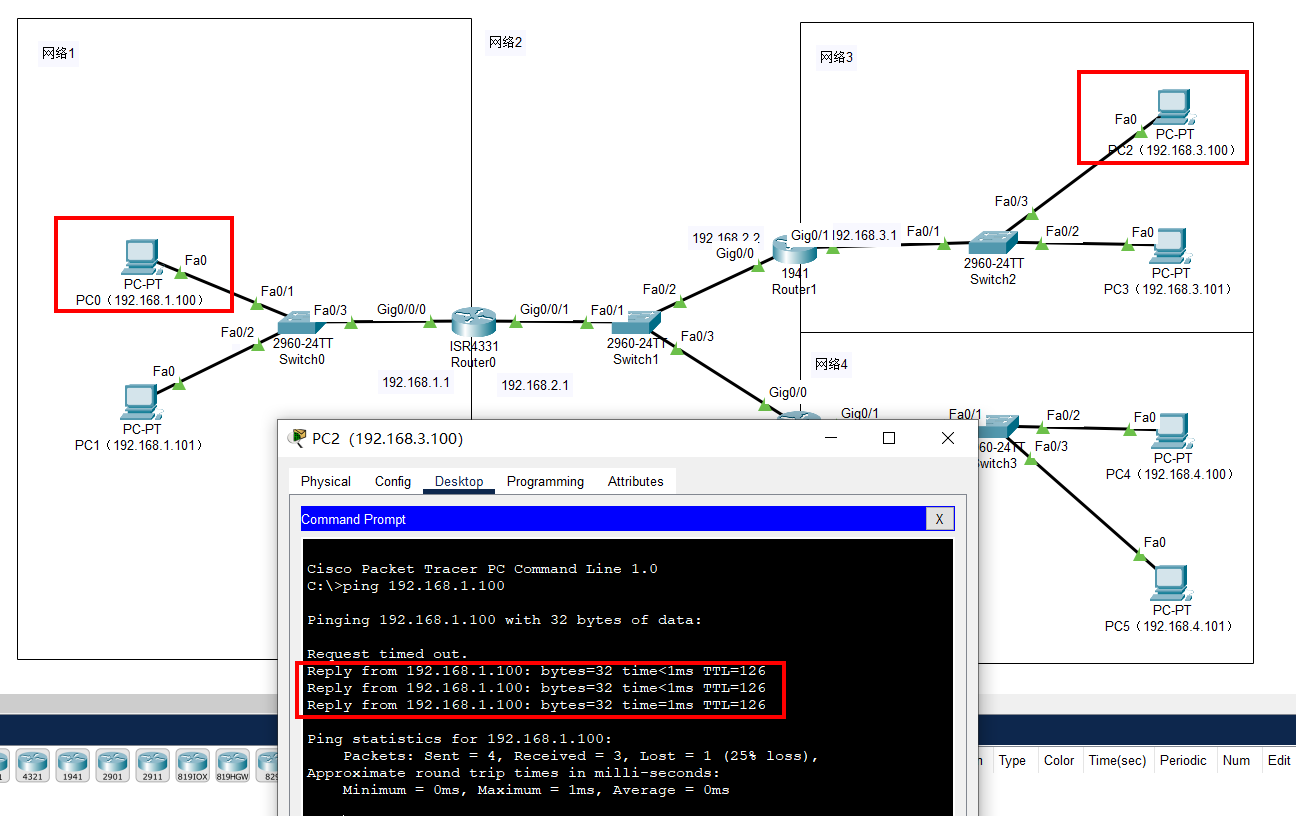 网络1
网络2
网络3
Fa0
PC-PT
PC2（192.168.3.100）
Fa0/3
Fa0
PC-PT
PC0（192.168.1.100）
Fa0/1
192.168.2.2
Gig0/0
Gig0/1
192.168.3.1
1941
Router1
Fa0/1
Fa0/2
Fa0
2960-24TT
Switch2
PC-PT
PC3（192.168.3.101）
Fa0/3
Fa0/2
2960-24TT
Switch0
Gig0/0/0
Gig0/0/1
ISR4331
Router0
192.168.1.1
192.168.2.1
Fa0/1
Fa0/2
Fa0/3
2960-24TT
Switch1
Fa0
PC-PT
PC1（192.168.1.101）
网络4
Gig0/0
Gig0/1
Fa0/1
Fa0/2
Fa0
60-24TT
witch3
Fa0/3
PC-PT
PC4（192.168.4.100）
Fa0
PC-PT
PC5（192.168.4.101）
PC2（192.168.3.100）
Physical Config Desktop Programming Attributes
Command Prompt
X
Cisco Packet Tracer PC Command Line 1.0
C:\>ping 192.168.1.100
Pinging 192.168.1.100 with 32 bytes of data:
Request timed out.
Reply from 192.168.1.100: bytes=32 time<1ms TTL=126
Reply from 192.168.1.100: bytes=32 time<1ms TTL=126
Reply from 192.168.1.100: bytes=32 time=1ms TTL=126
Ping statistics for 192.168.1.100:
Packets: Sent = 4, Received = 3, Lost = 1 (25% loss),
Approximate round trip times in milli-seconds:
Minimum = 0ms, Maximum = 1ms, Average = 0ms
4321 1941 2901 2911 819IOX 819HGW 829
Type Color Time(sec) Periodic Num Edit